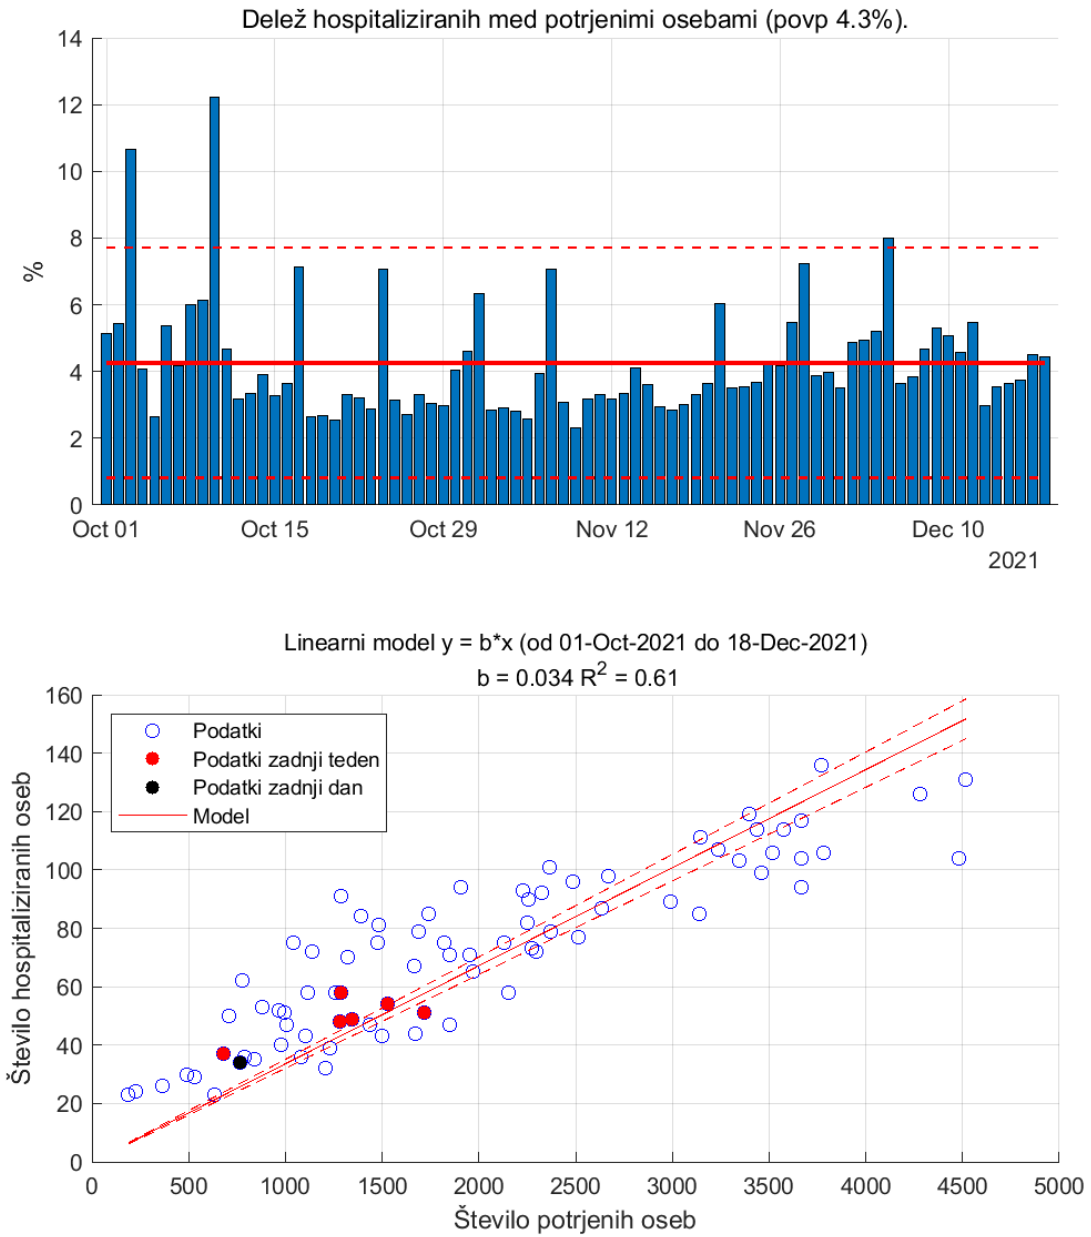 Delež hospitaliziranih med potrjenimi osebami (povp 4.3%).
14
12
10
8
6
4
2
0
%
Oct 01 Oct 15 Oct 29 Nov 12 Nov 26 Dec 10
2021
Linearni model y = b*x (od 01-Oct-2021 do 18-Dec-2021)
b = 0.034 R² = 0.61
160
140
120
100
80
60
40
20
0
Število hospitaliziranih oseb
Podatki
Podatki zadnji teden
Podatki zadnji dan
Model
0 500 1000 1500 2000 2500 3000 3500 4000 4500 5000
Število potrjenih oseb